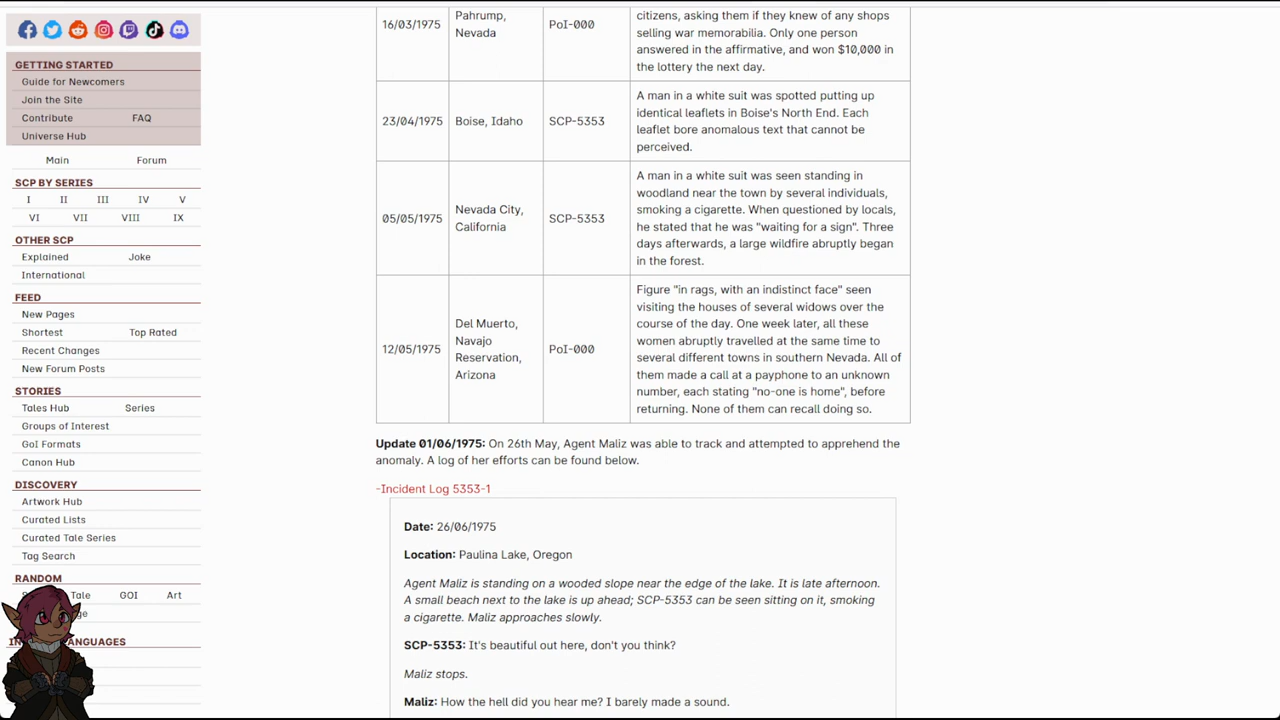 GETTING STARTED
Guide for Newcomers
Join the Site
Contribute FAQ
Universe Hub
Main Forum
SCP BY SERIES
I II III IV V
VI VII VIII IX
OTHER SCP
Explained Joke
International
FEED
New Pages
Shortest Top Rated
Recent Changes
New Forum Posts
STORIES
Tales Hub Series
Groups of Interest
GoI Formats
Canon Hub
DISCOVERY
Artwork Hub
Curated Lists
Curated Tale Series
Tag Search
RANDOM
Tale GOI Art
LANGUAGES
16/03/1975
Pahrump,
Nevada
PoI-000
citizens, asking them if they knew of any shops
selling war memorabilia. Only one person
answered in the affirmative, and won $10,000 in
the lottery the next day.
23/04/1975
Boise, Idaho
SCP-5353
A man in a white suit was spotted putting up
identical leaflets in Boise's North End. Each
leaflet bore anomalous text that cannot be
perceived.
05/05/1975
Nevada City,
California
SCP-5353
A man in a white suit was seen standing in
woodland near the town by several individuals,
smoking a cigarette. When questioned by locals,
he stated that he was "waiting for a sign". Three
days afterwards, a large wildfire abruptly began
in the forest.
12/05/1975
Del Muerto,
Navajo
Reservation,
Arizona
PoI-000
Figure "in rags, with an indistinct face" seen
visiting the houses of several widows over the
course of the day. One week later, all these
women abruptly travelled at the same time to
several different towns in southern Nevada. All of
them made a call at a payphone to an unknown
number, each stating "no-one is home", before
returning. None of them can recall doing so.
Update 01/06/1975: On 26th May, Agent Maliz was able to track and attempted to apprehend the
anomaly. A log of her efforts can be found below.
-Incident Log 5353-1
Date: 26/06/1975
Location: Paulina Lake, Oregon
Agent Maliz is standing on a wooded slope near the edge of the lake. It is late afternoon.
A small beach next to the lake is up ahead; SCP-5353 can be seen sitting on it, smoking
a cigarette. Maliz approaches slowly.
SCP-5353: It's beautiful out here, don't you think?
Maliz stops.
Maliz: How the hell did you hear me? I barely made a sound.